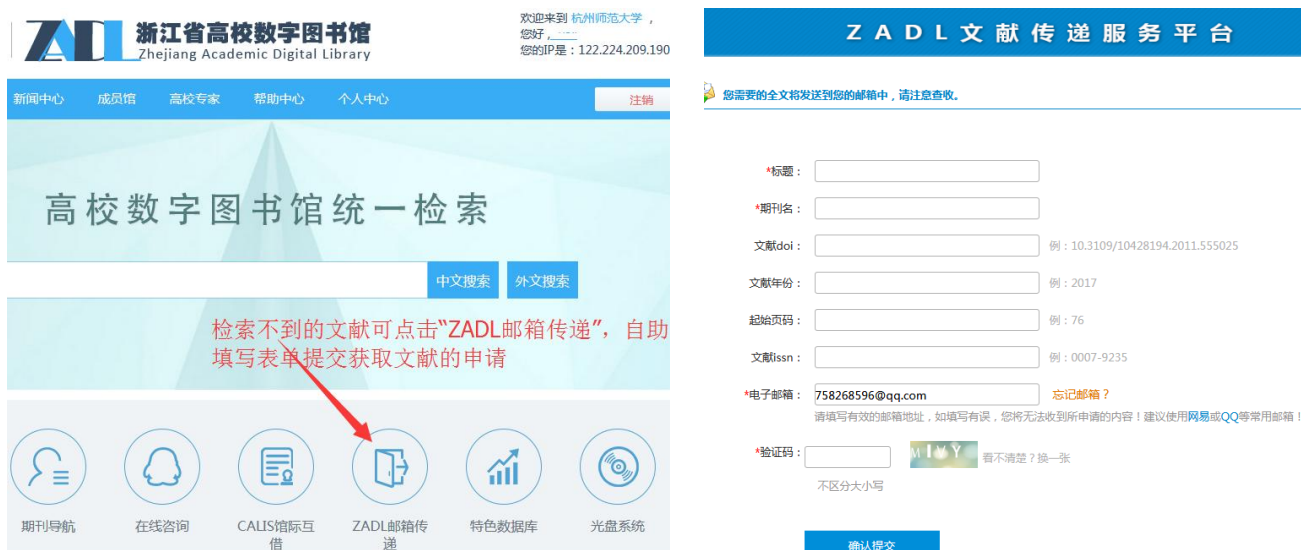 ZADL 浙江省高校数字图书馆
Zhejiang Academic Digital Library
欢迎来到 杭州师范大学 ，
您好，
您的IP是：122.224.209.190
新闻中心 成员馆 高校专家 帮助中心 个人中心 注销
高校数字图书馆统一检索
中文搜索 外文搜索
检索不到的文献可点击“ZADL邮箱传递”，自助
填写表单提交获取文献的申请
期刊导航 在线咨询 CALIS馆际互借 ZADL邮箱传递 特色数据库 光盘系统
ZADL文献传递服务平台
您需要的全文将发送到您的邮箱中，请注意查收。
*标题：
*期刊名：
文献doi： 例：10.3109/10428194.2011.555025
文献年份： 例：2017
起始页码： 例：76
文献issn： 例：0007-9235
*电子邮箱： 758268596@qq.com 忘记邮箱？
请填写有效的邮箱地址，如填写有误，您将无法收到所申请的内容！建议使用网易或QQ等常用邮箱！
*验证码： 看不清楚？换一张
不区分大小写
确认提交